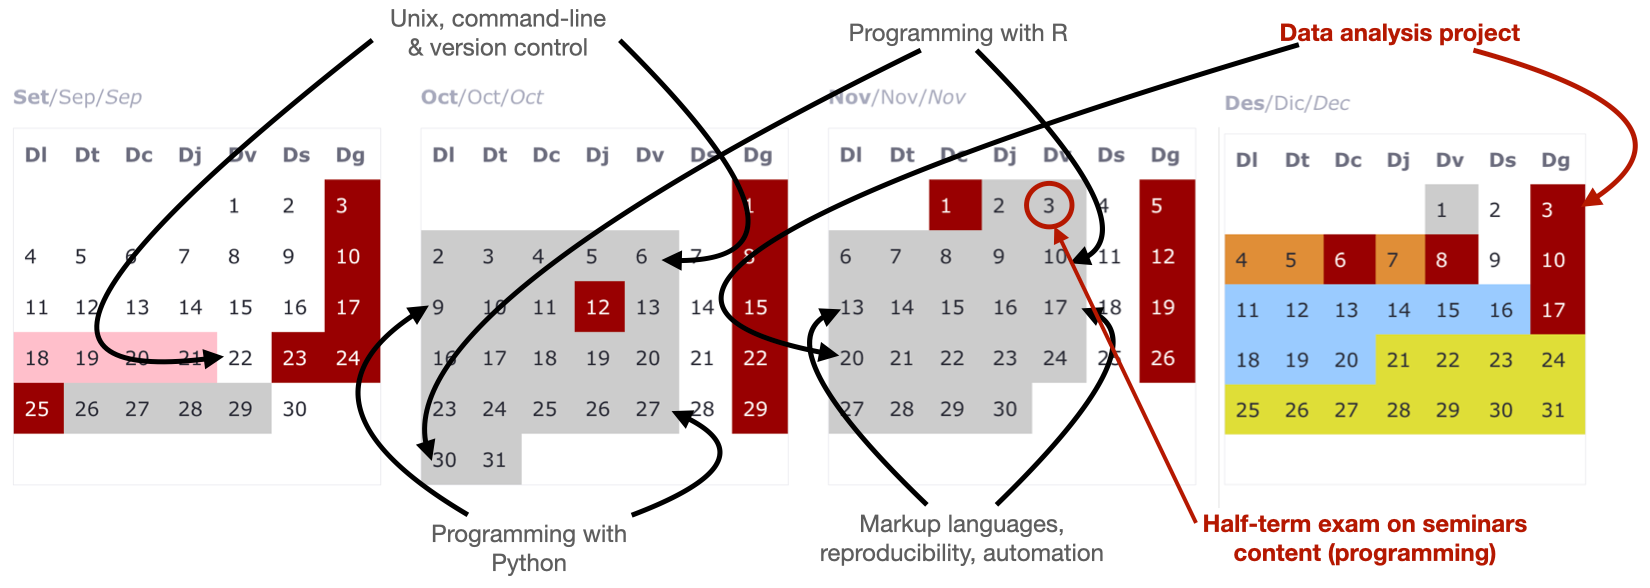 Unix, command-line
& version control
Programming with R
Data analysis project
Set/Sep/Sep
Dl Dt Dc Dj Dv Ds Dg
1 2 3
4 5 6 7 8 9 10
11 12 13 14 15 16 17
18 19 20 21 22 23 24
25 26 27 28 29 30
Oct/Oct/Oct
Dl Dt Dc Dj Dv Ds Dg
1
2 3 4 5 6 7 8
9 10 11 12 13 14 15
16 17 18 19 20 21 22
23 24 25 26 27 28 29
30 31
Nov/Nov/Nov
Dl Dt Dc Dj Dv Ds Dg
1 2 3 4 5
6 7 8 9 10 11 12
13 14 15 16 17 18 19
20 21 22 23 24 25 26
27 28 29 30
Des/Dic/Dec
Dl Dt Dc Dj Dv Ds Dg
1 2 3
4 5 6 7 8 9 10
11 12 13 14 15 16 17
18 19 20 21 22 23 24
25 26 27 28 29 30 31
Programming with
Python
Markup languages,
reproducibility, automation
Half-term exam on seminars
content (programming)